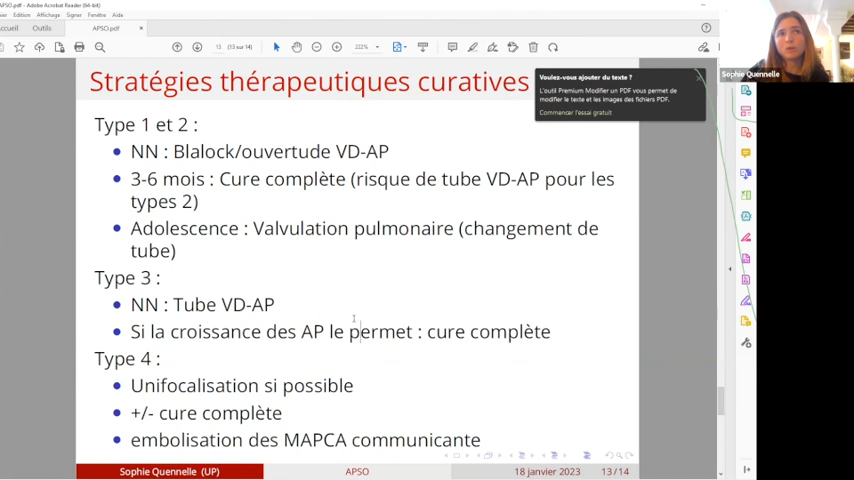 APSO.pdf - Adobe Acrobat Reader (64-bit)
Edition Affichage Signer Fenêtre Aide
Accueil Outils APSO.pdf ×
13 (13 sur 14) 222%
Sophie Quennelle
Stratégies thérapeutiques curatives
Voulez-vous ajouter du texte ?
L'outil Premium Modifier un PDF vous permet de
modifier le texte et les images des fichiers PDF.
Commencer l'essai gratuit
Type 1 et 2 :
NN : Blalock/ouvertude VD-AP
3-6 mois : Cure complète (risque de tube VD-AP pour les
types 2)
Adolescence : Valvulation pulmonaire (changement de
tube)
Type 3 :
NN : Tube VD-AP
Si la croissance des AP le permet : cure complète
Type 4 :
Unifocalisation si possible
+/- cure complète
embolisation des MAPCA communicante
Sophie Quennelle (UP) APSO 18 janvier 2023 13/14